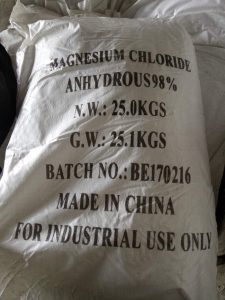 MAGNESIUM CHLORIDE
ANHYDROUS98%
N.W.: 25.0KGS
G.W.: 25.1KGS
BATCH NO.: BE170216
MADE IN CHINA
FOR INDUSTRIAL USE ONLY